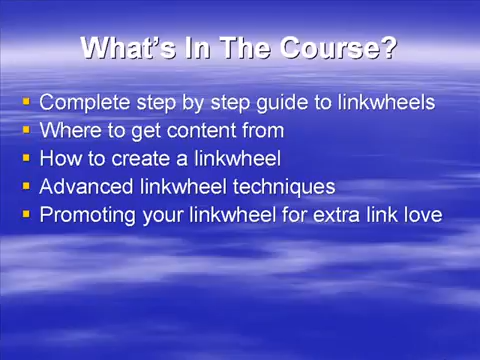 What's In The Course?
Complete step by step guide to linkwheels
Where to get content from
How to create a linkwheel
Advanced linkwheel techniques
Promoting your linkwheel for extra link love